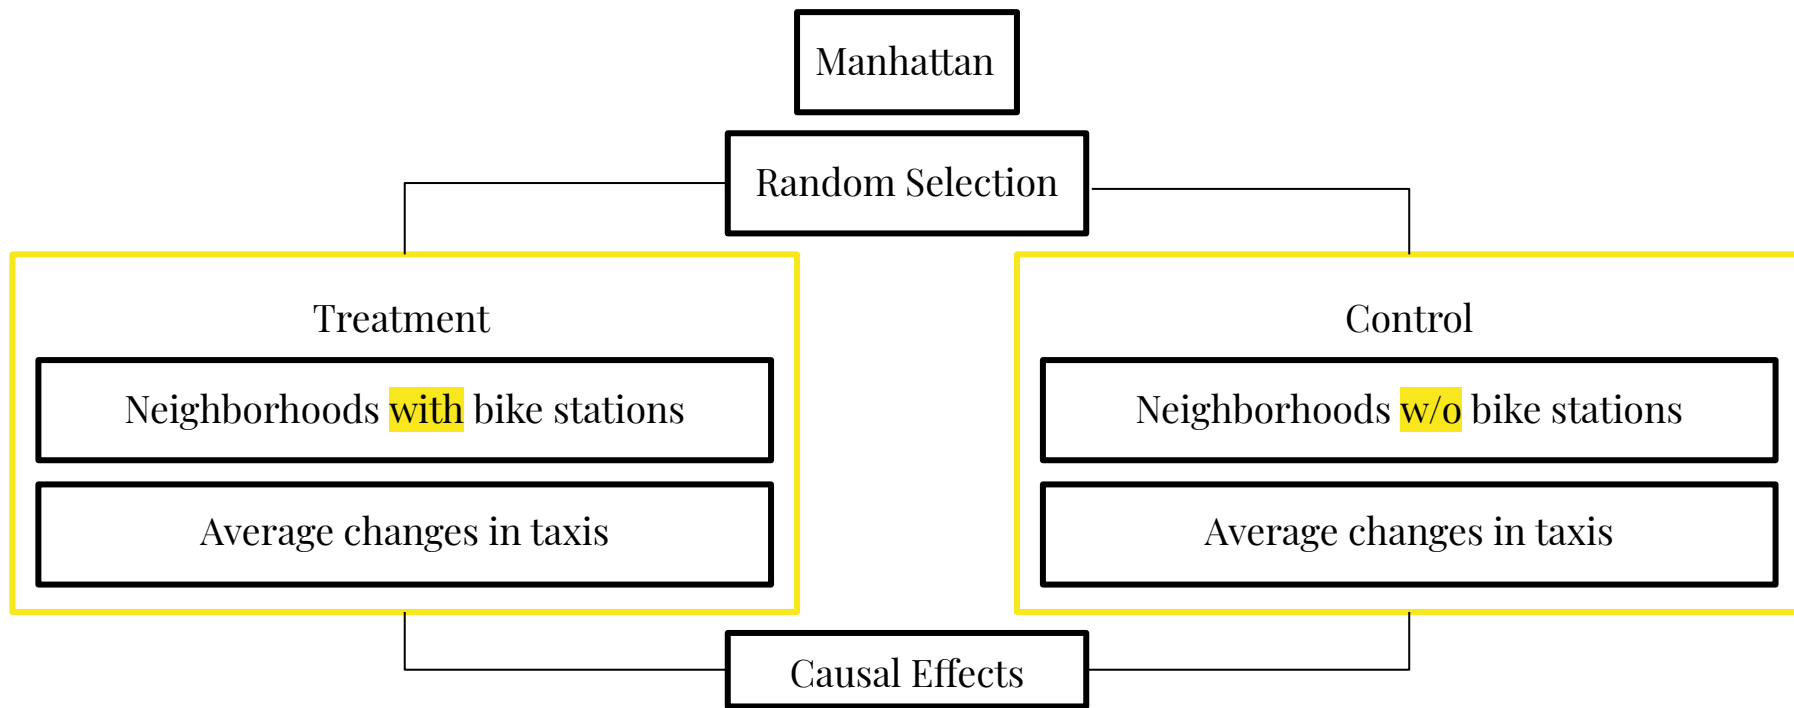 Manhattan
Random Selection
Treatment
Neighborhoods with bike stations
Average changes in taxis
Control
Neighborhoods w/o bike stations
Average changes in taxis
Causal Effects